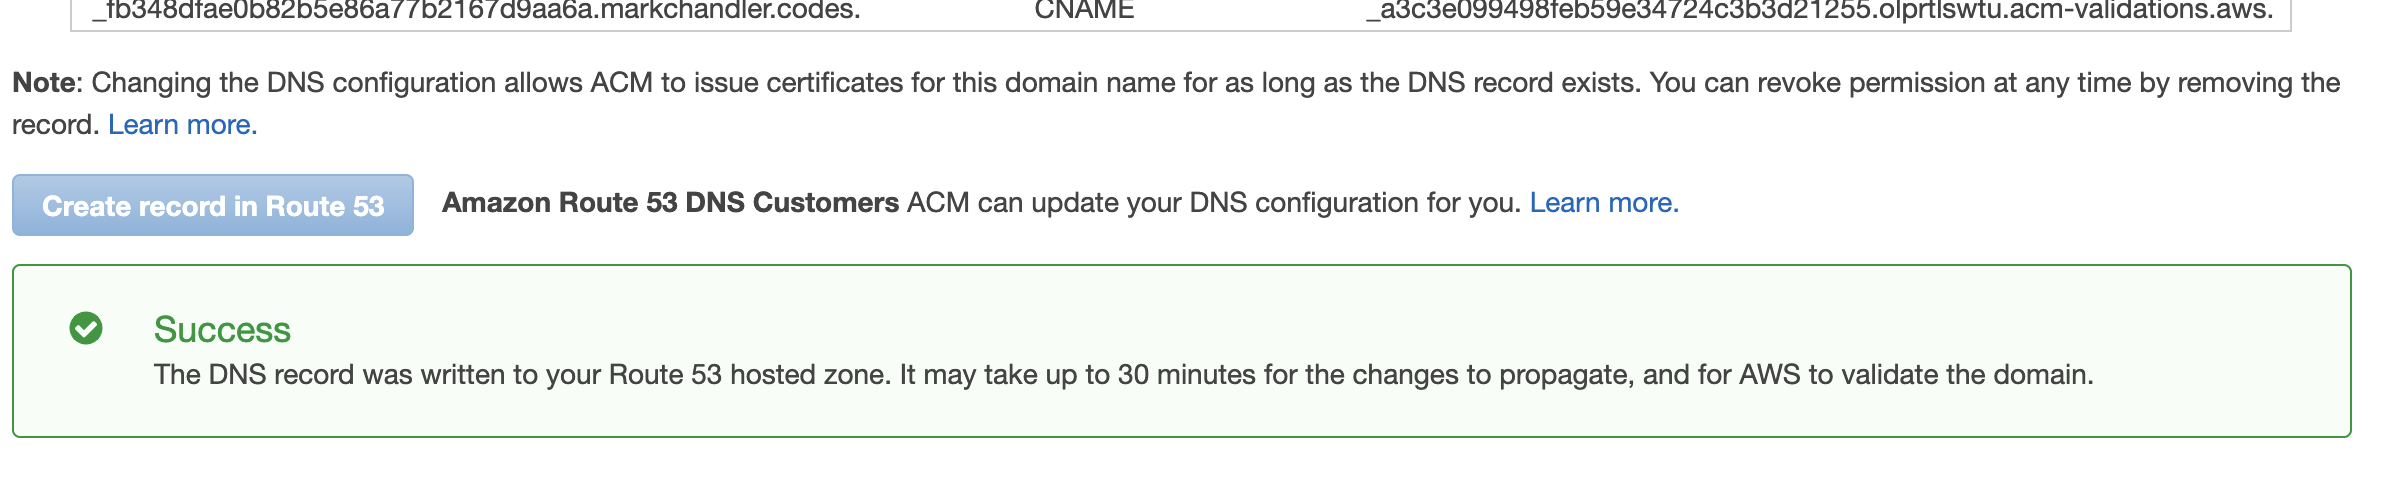 _fb348dfae0b82b5e86a77b2167d9aa6a.markchandler.codes. CNAME _a3c3e099498feb59e34724c3b3d21255.olprtlswtu.acm-validations.aws.
Note: Changing the DNS configuration allows ACM to issue certificates for this domain name for as long as the DNS record exists. You can revoke permission at any time by removing the
record. Learn more.
Create record in Route 53 Amazon Route 53 DNS Customers ACM can update your DNS configuration for you. Learn more.
Success
The DNS record was written to your Route 53 hosted zone. It may take up to 30 minutes for the changes to propagate, and for AWS to validate the domain.